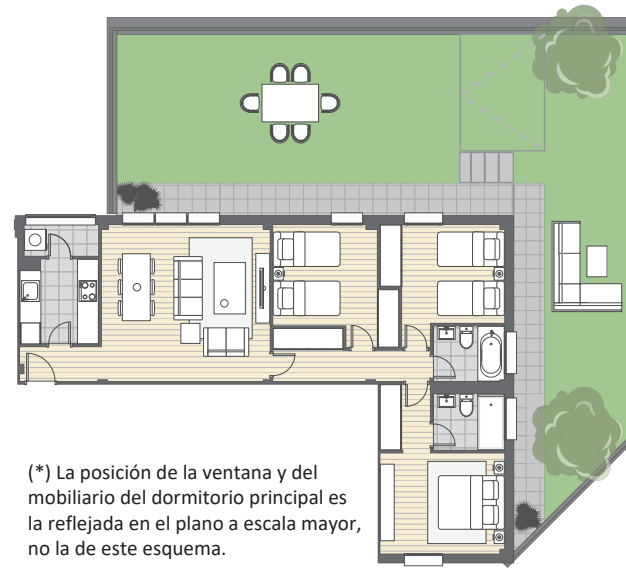 (*) La posición de la ventana y del
mobiliario del dormitorio principal es
la reflejada en el plano a escala mayor,
no la de este esquema.